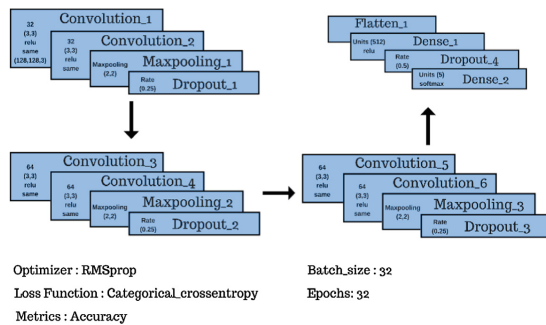 Convolution_1
32
(3,3)
relu
same
(128,128,3)
Convolution_2
32
(3,3)
relu
same
Maxpooling_1
Maxpooling
(2,2)
Dropout_1
Rate
(0.25)
Convolution_3
64
(3,3)
relu
same
Convolution_4
64
(3,3)
relu
same
Maxpooling_2
Maxpooling
(2,2)
Dropout_2
Rate
(0.25)
Convolution_5
64
(3,3)
relu
same
Convolution_6
64
(3,3)
relu
same
Maxpooling_3
Maxpooling
(2,2)
Dropout_3
Rate
(0.25)
Flatten_1
Dense_1
Units (512)
relu
Dropout_4
Rate
(0.5)
Dense_2
Units (5)
softmax
Optimizer : RMSprop
Loss Function : Categorical_crossentropy
Metrics : Accuracy
Batch_size : 32
Epochs: 32